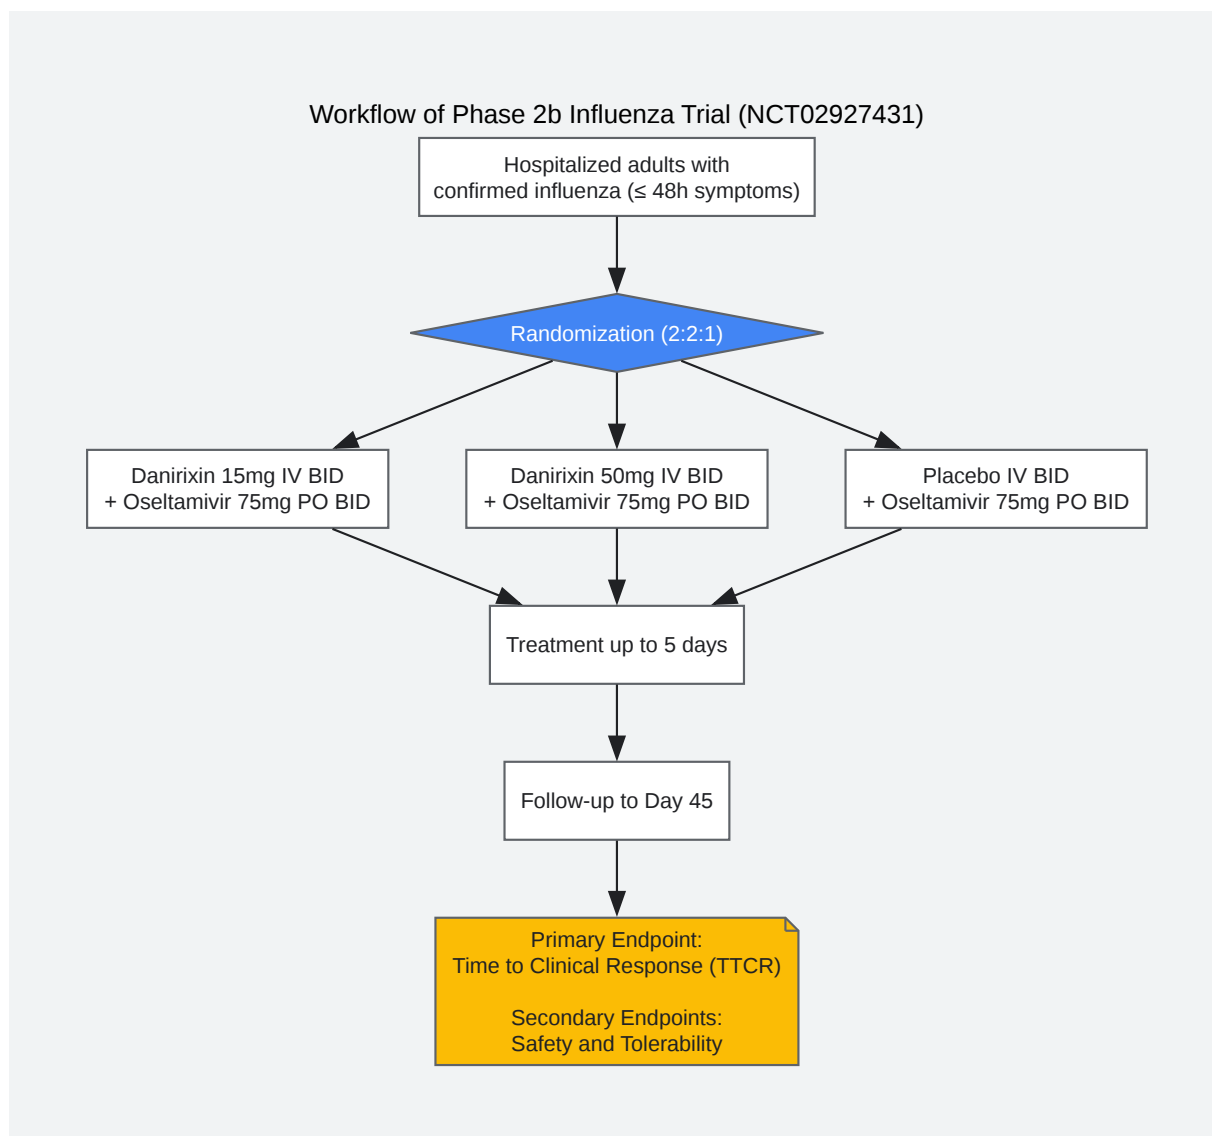 Workflow of Phase 2b Influenza Trial (NCT02927431)
Hospitalized adults with
confirmed influenza (≤ 48h symptoms)
Randomization (2:2:1)
Danirixin 15mg IV BID
+ Oseltamivir 75mg PO BID
Danirixin 50mg IV BID
+ Oseltamivir 75mg PO BID
Placebo IV BID
+ Oseltamivir 75mg PO BID
Treatment up to 5 days
Follow-up to Day 45
Primary Endpoint:
Time to Clinical Response (TTCR)
Secondary Endpoints:
Safety and Tolerability